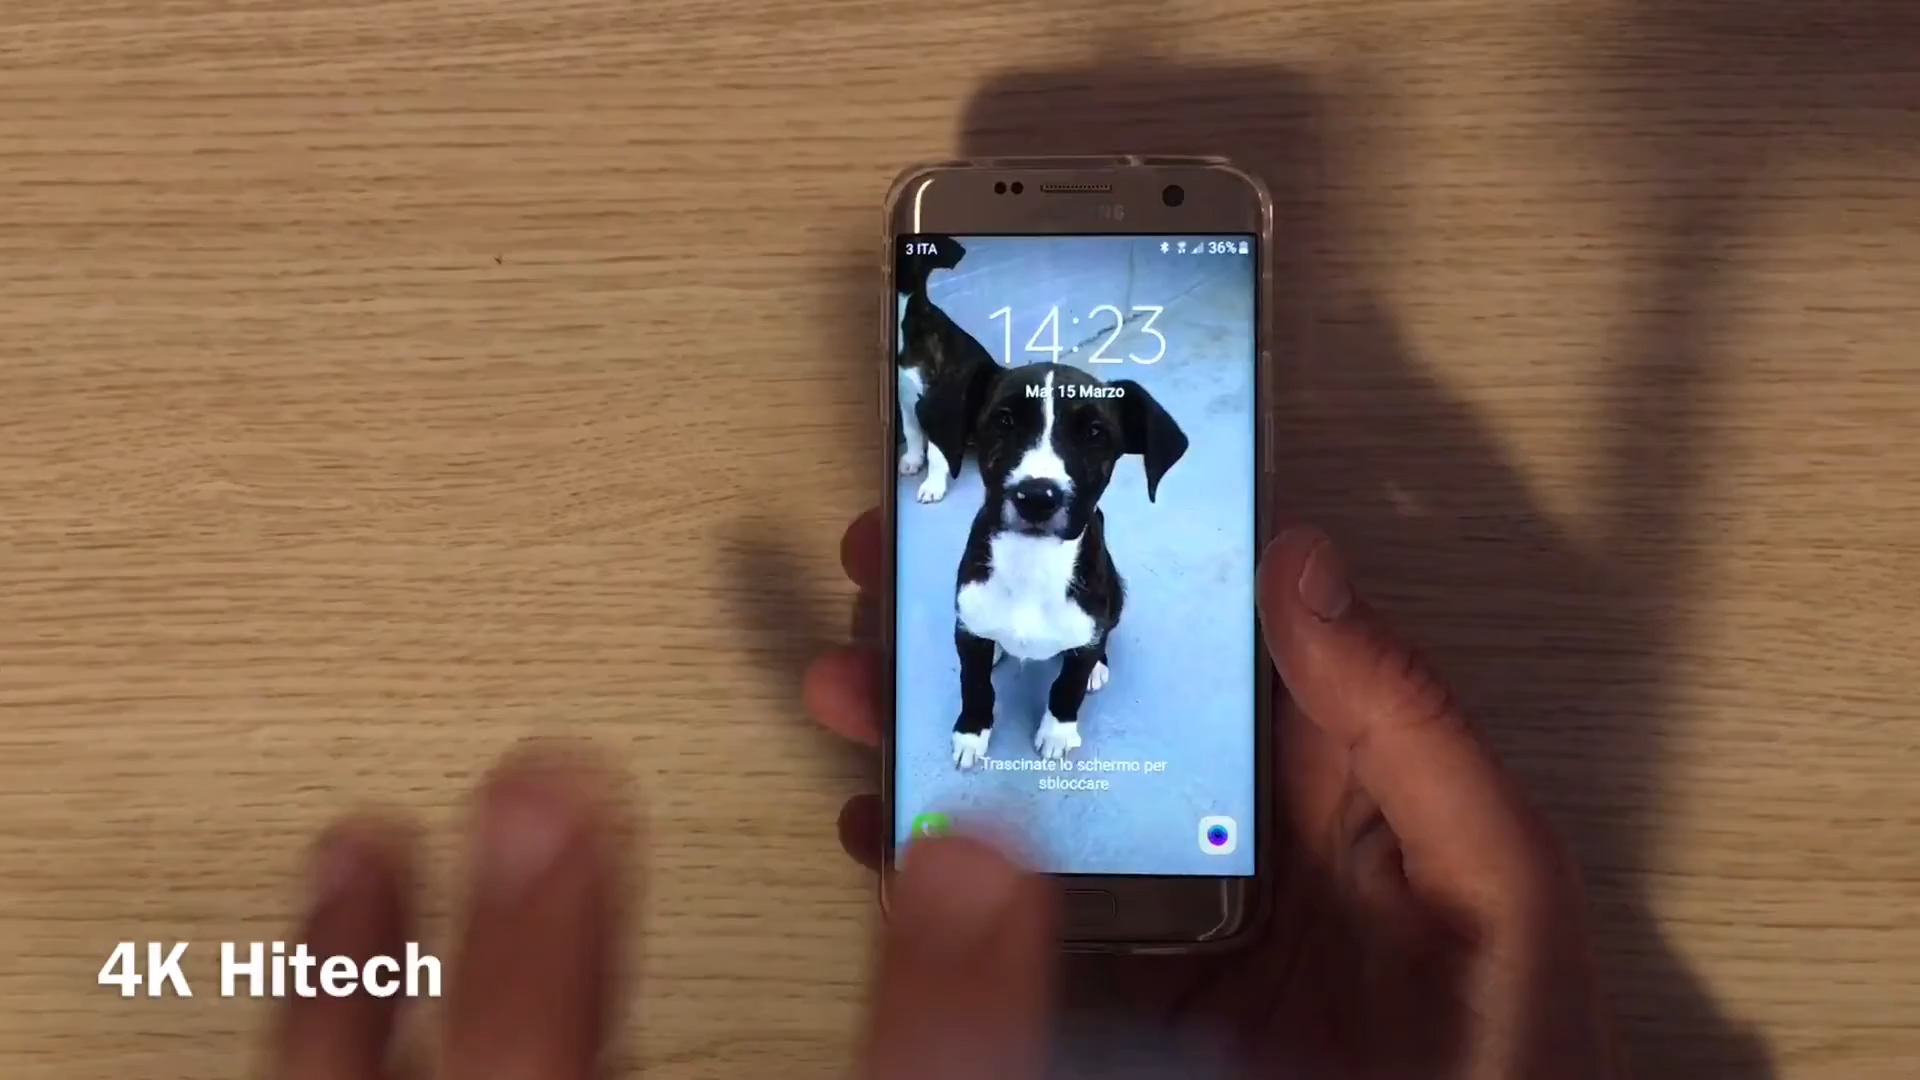 3 ITA
36%
14:23
Mar 15 Marzo
Trascinate lo schermo per
sbloccare
4K Hitech